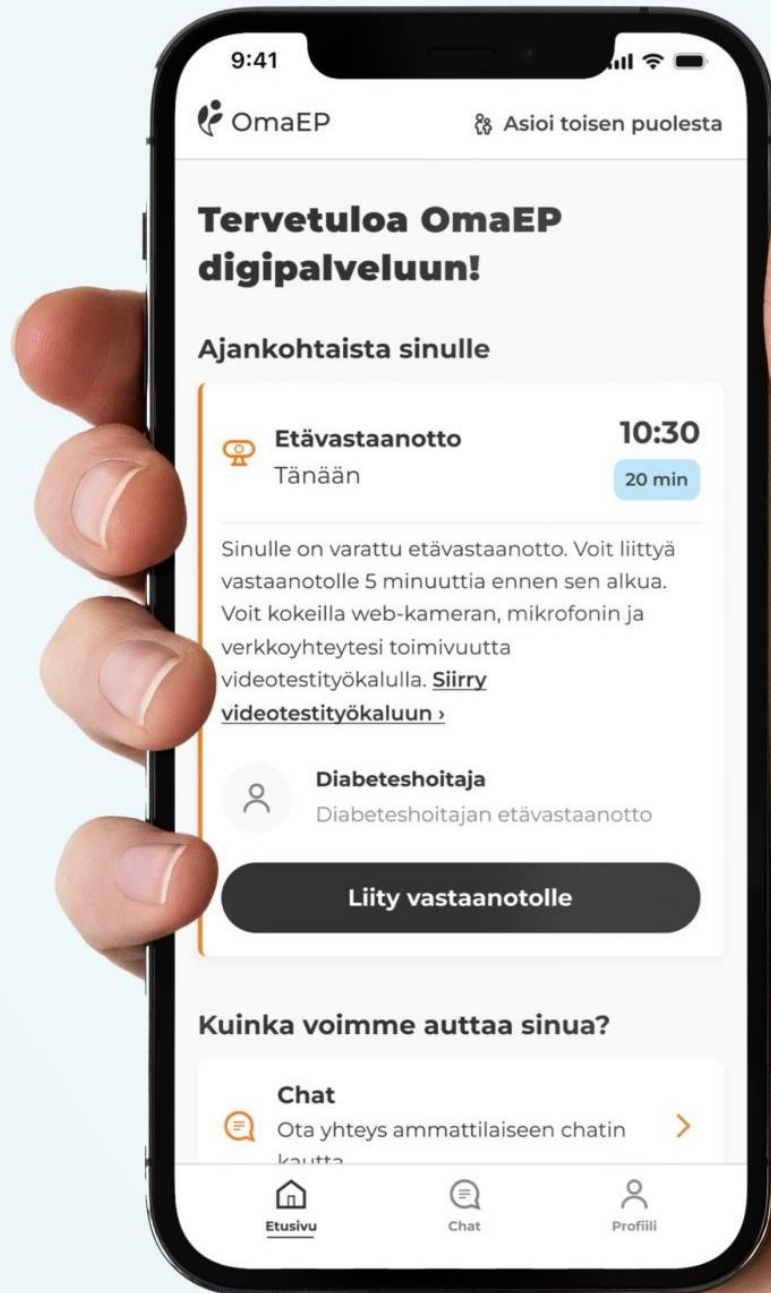 9:41
OmaEP
Asioi toisen puolesta
Tervetuloa OmaEP
digipalveluun!
Ajankohtaista sinulle
Etävastaanotto
10:30
Tänään
20 min
Sinulle on varattu etävastaanotto. Voit liittyä
vastaanotolle 5 minuuttia ennen sen alkua.
Voit kokeilla web-kameran, mikrofonin ja
verkkoyhteytesi toimivuutta
videotestityökalulla. Siirry
videotestityökaluun ›
Diabeteshoitaja
Diabeteshoitajan etävastaanotto
Liity vastaanotolle
Kuinka voimme auttaa sinua?
Chat
Ota yhteys ammattilaiseen chatin
kautta
Etusivu
Chat
Profiili